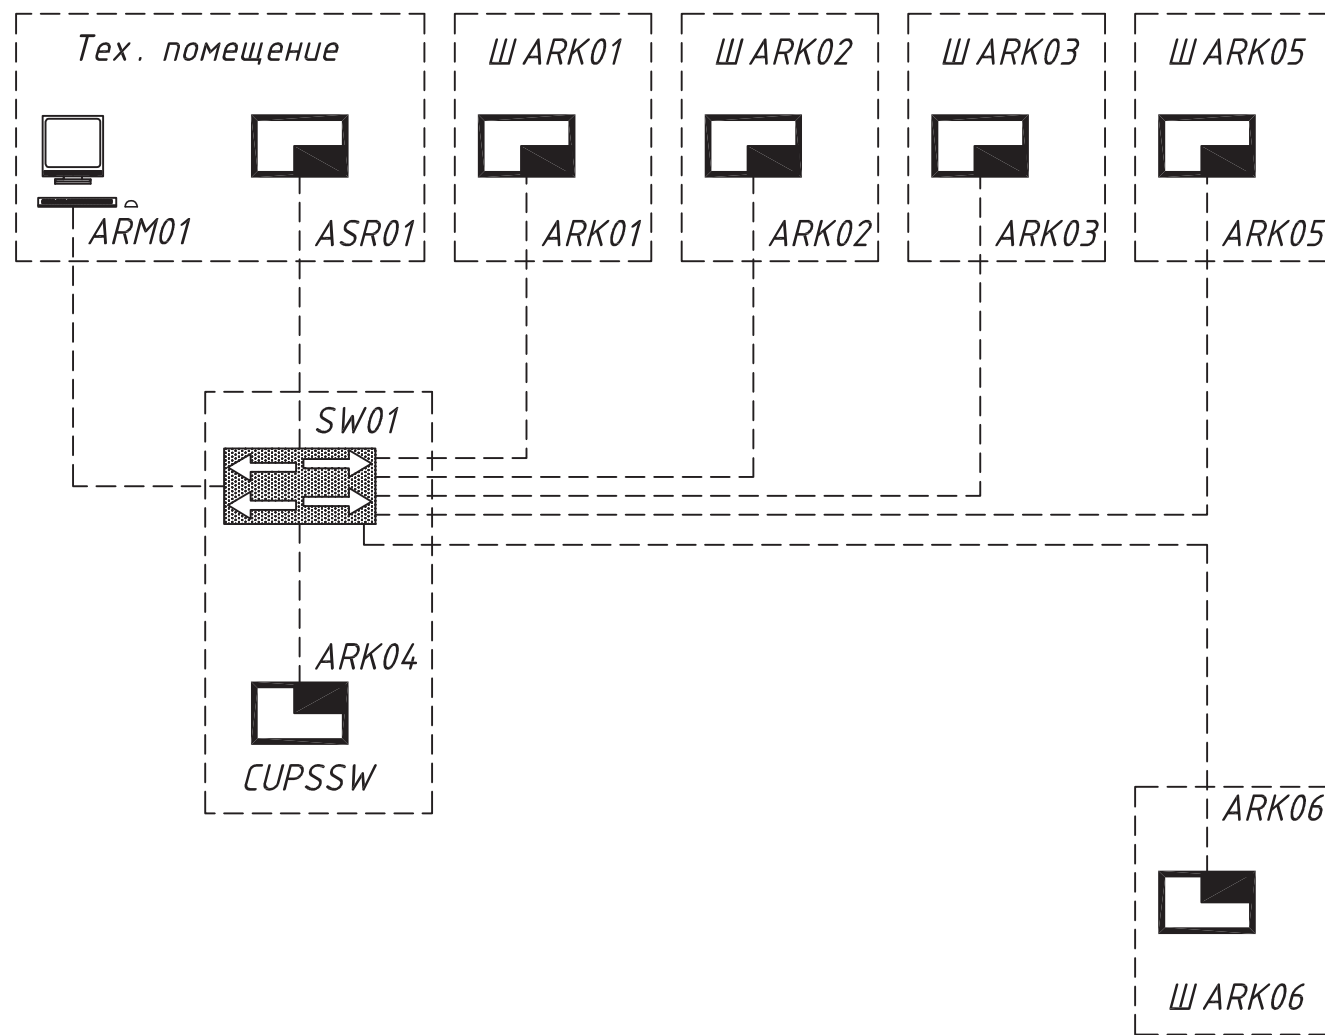 Тех. помещение
Ш ARK01
Ш ARK02
Ш ARK03
Ш ARK05
ARM01
ASR01
ARK01
ARK02
ARK03
ARK05
SW01
ARK04
CUPSSW
ARK06
Ш ARK06